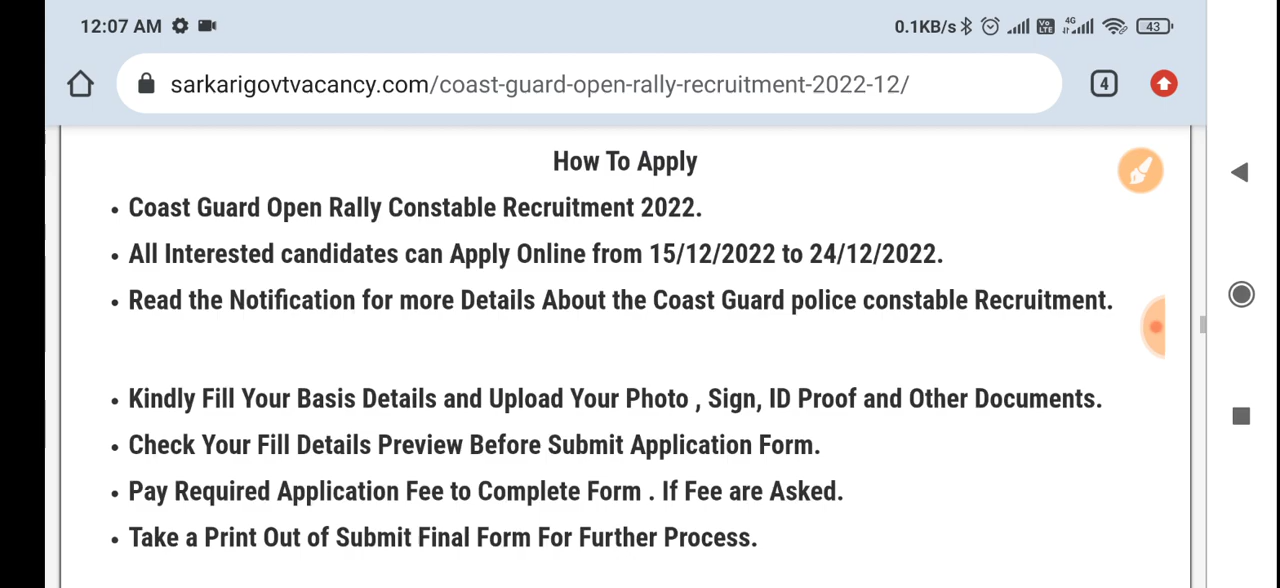 12:07 AM 0.1KB/s Vo LTE 4G 43
sarkarigovtvacancy.com/coast-guard-open-rally-recruitment-2022-12/ 4
How To Apply
• Coast Guard Open Rally Constable Recruitment 2022.
• All Interested candidates can Apply Online from 15/12/2022 to 24/12/2022.
• Read the Notification for more Details About the Coast Guard police constable Recruitment.
• Kindly Fill Your Basis Details and Upload Your Photo , Sign, ID Proof and Other Documents.
• Check Your Fill Details Preview Before Submit Application Form.
• Pay Required Application Fee to Complete Form . If Fee are Asked.
• Take a Print Out of Submit Final Form For Further Process.